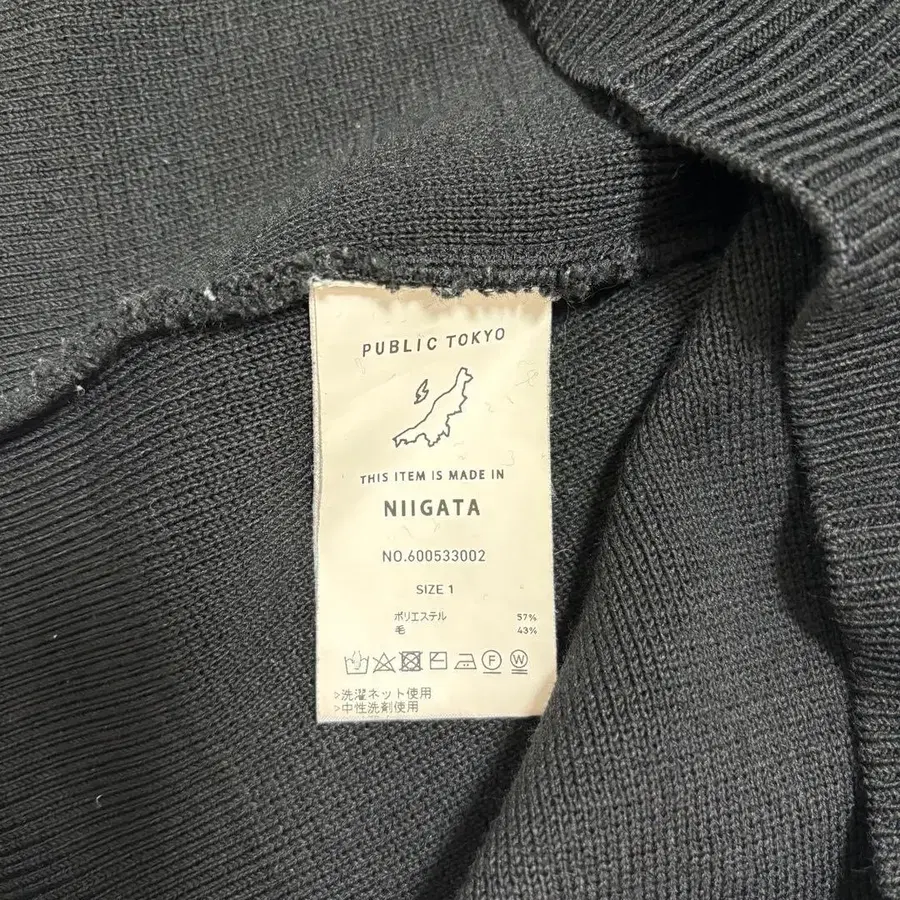 PUBLIC TOKYO
THIS ITEM IS MADE IN
NIIGATA
NO.600533002
SIZE 1
ポリエステル 57%
毛 43%
F W
>洗濯ネット使用
>中性洗剤使用